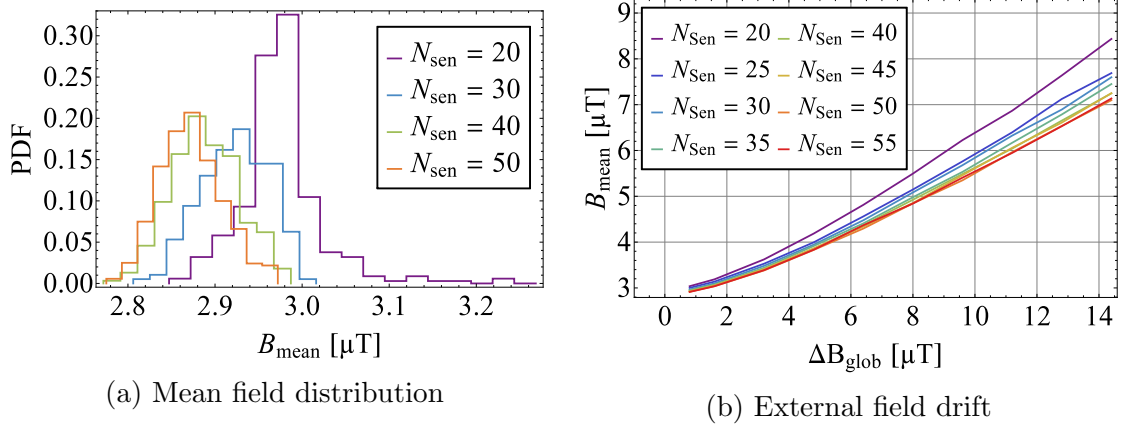 PDF
0.30
0.25
0.20
0.15
0.10
0.05
0.00
2.8 2.9 3.0 3.1 3.2
B_mean [μT]
N_sen = 20
N_sen = 30
N_sen = 40
N_sen = 50
(a) Mean field distribution
B_mean [μT]
9
8
7
6
5
4
3
0 2 4 6 8 10 12 14
ΔB_glob [μT]
N_Sen = 20 N_Sen = 40
N_Sen = 25 N_Sen = 45
N_Sen = 30 N_Sen = 50
N_Sen = 35 N_Sen = 55
(b) External field drift